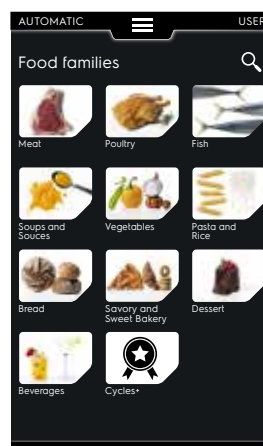 AUTOMATIC USER
Food families
Meat Poultry Fish
Soups and Souces Vegetables Pasta and Rice
Bread Savory and Sweet Bakery Dessert
Beverages Cycles+